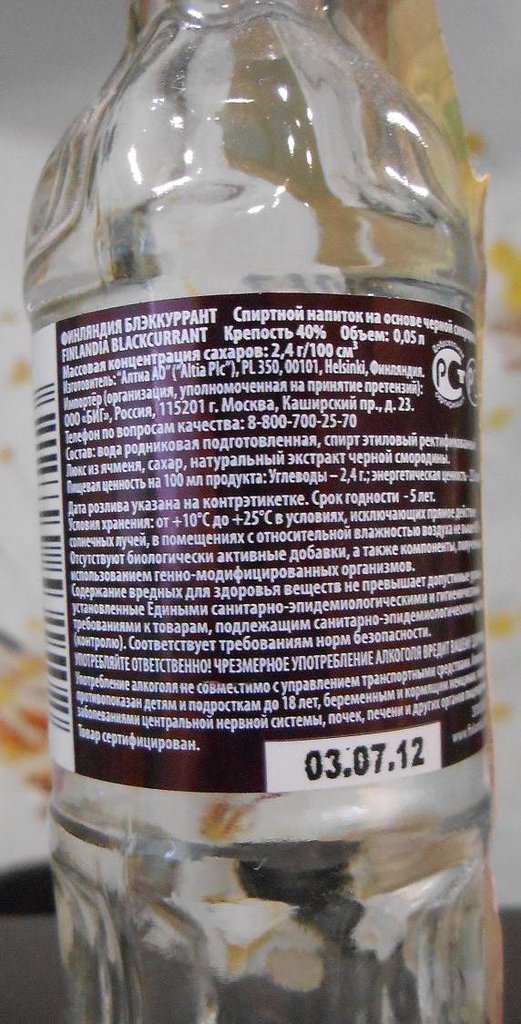 ФИНЛЯНДИЯ БЛЭККУРРАНТ Спиртной напиток на основе черной
FINLANDIA BLACKCURRANT Крепость 40% Объем: 0,05 л
Массовая концентрация сахаров: 2,4 г/100 см³
Изготовитель: "Алтиа Аб" ("Altia Plc"), PL 350, 00101, Helsinki, Финляндия.
Импортёр (организация, уполномоченная на принятие претензий):
ООО «БИГ», Россия, 115201 г. Москва, Каширский пр., д. 23.
Телефон по вопросам качества: 8-800-700-25-70
Состав: вода родниковая подготовленная, спирт этиловый ректификованный
Люкс из ячменя, сахар, натуральный экстракт черной смородины.
Пищевая ценность на 100 мл продукта: Углеводы – 2,4 г.; энергетическая ценность
Дата розлива указана на контрэтикетке. Срок годности - 5 лет.
Условия хранения: от +10°С до +25°С в условиях, исключающих прямое
солнечных лучей, в помещениях с относительной влажностью воздуха не
Отсутствуют биологически активные добавки, а также компоненты,
использованием генно-модифицированных организмов.
Содержание вредных для здоровья веществ не превышает допустимые
установленные Едиными санитарно-эпидемиологическими и
требованиями к товарам, подлежащим санитарно-эпидемиологическому
(контролю). Соответствует требованиям норм безопасности.
УПОТРЕБЛЯЙТЕ ОТВЕТСТВЕННО! ЧРЕЗМЕРНОЕ УПОТРЕБЛЕНИЕ АЛКОГОЛЯ ВРЕДИТ
Употребление алкоголя не совместимо с управлением транспортными средствами.
Противопоказан детям и подросткам до 18 лет, беременным и кормящим,
заболеваниями центральной нервной системы, почек, печени и других органов
Товар сертифицирован.
03.07.12